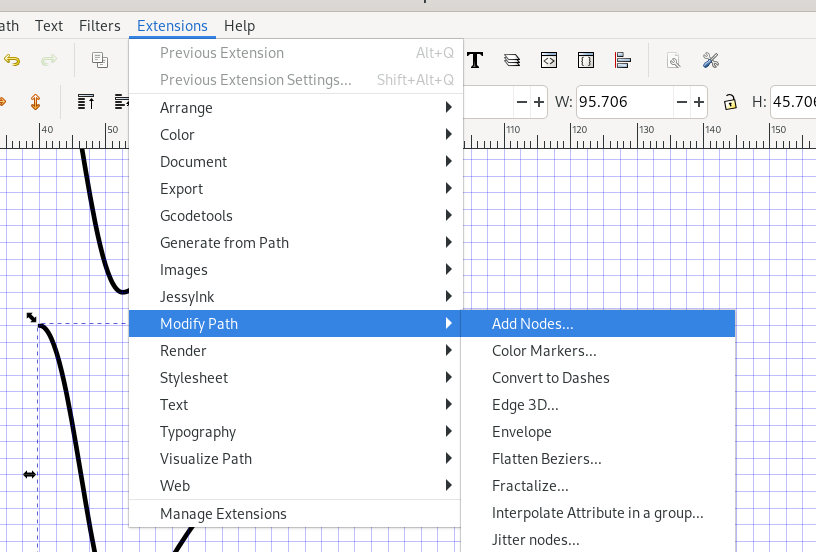 ath Text Filters Extensions Help
Previous Extension Alt+Q
Previous Extension Settings... Shift+Alt+Q
W: 95.706 H: 45.706
Arrange
40 50 110 120 130 140 150
Color
Document
Export
Gcodetools
Generate from Path
Images
JessyInk
Modify Path
Render
Stylesheet
Text
Typography
Visualize Path
Web
Manage Extensions
Add Nodes...
Color Markers...
Convert to Dashes
Edge 3D...
Envelope
Flatten Beziers...
Fractalize...
Interpolate Attribute in a group...
Jitter nodes...